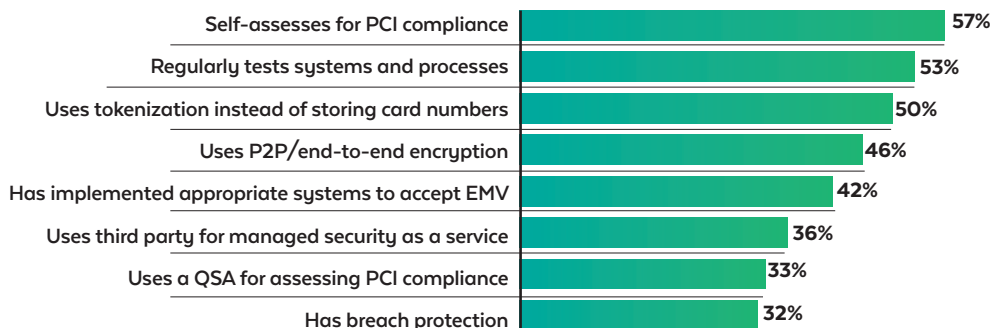 Self-assesses for PCI compliance 57%
Regularly tests systems and processes 53%
Uses tokenization instead of storing card numbers 50%
Uses P2P/end-to-end encryption 46%
Has implemented appropriate systems to accept EMV 42%
Uses third party for managed security as a service 36%
Uses a QSA for assessing PCI compliance 33%
Has breach protection 32%